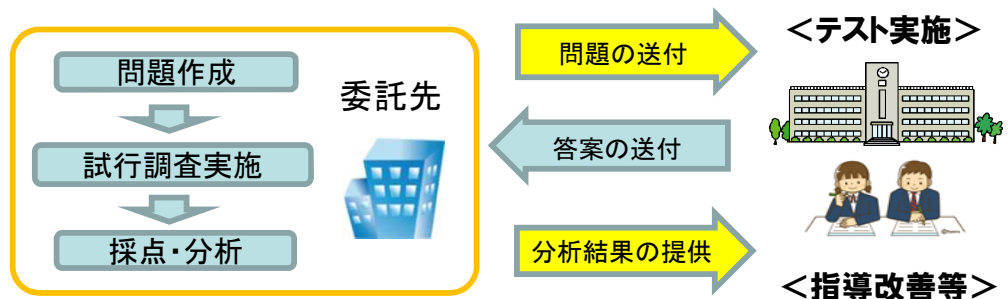 問題作成
試行調査実施
採点・分析
委託先
問題の送付
答案の送付
分析結果の提供
＜テスト実施＞
＜指導改善等＞